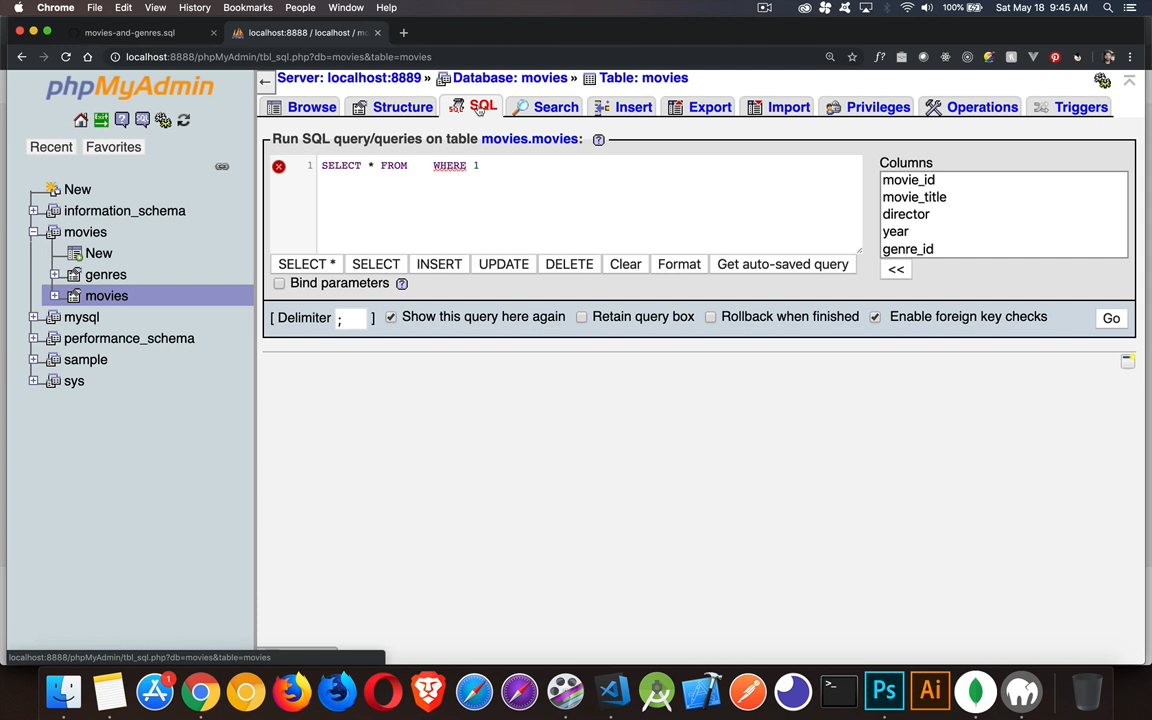 Chrome File Edit View History Bookmarks People Window Help 100% Sat May 18 9:45 AM
movies-and-genres.sql localhost:8888 / localhost / mo
localhost:8888/phpMyAdmin/tbl_sql.php?db=movies&table=movies
phpMyAdmin
Recent Favorites
New
information_schema
movies
New
genres
movies
mysql
performance_schema
sample
sys
Server: localhost:8889 » Database: movies » Table: movies
Browse Structure SQL Search Insert Export Import Privileges Operations Triggers
Run SQL query/queries on table movies.movies:
1 SELECT * FROM WHERE 1
Columns
movie_id
movie_title
director
year
genre_id
<<
SELECT * SELECT INSERT UPDATE DELETE Clear Format Get auto-saved query
Bind parameters
[ Delimiter ; ] Show this query here again Retain query box Rollback when finished Enable foreign key checks Go
localhost:8888/phpMyAdmin/tbl_sql.php?db=movies&table=movies
1
Ps Ai